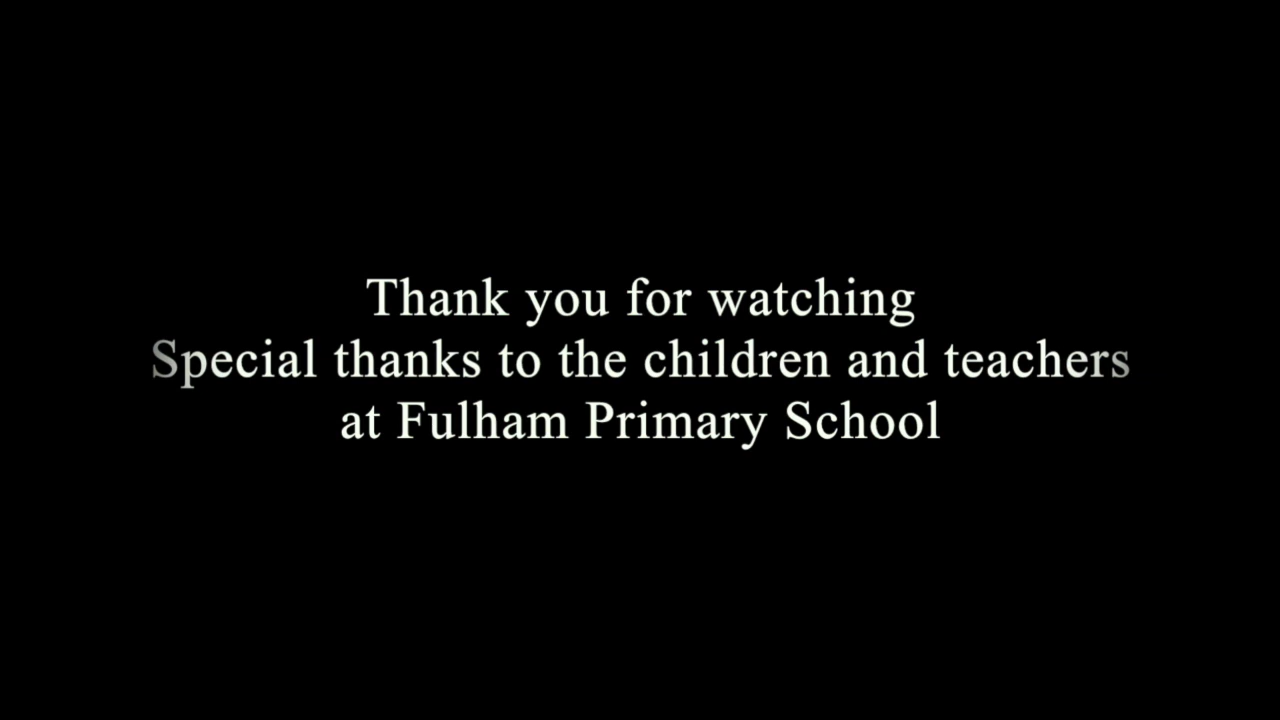 Thank you for watching
Special thanks to the children and teachers
at Fulham Primary School